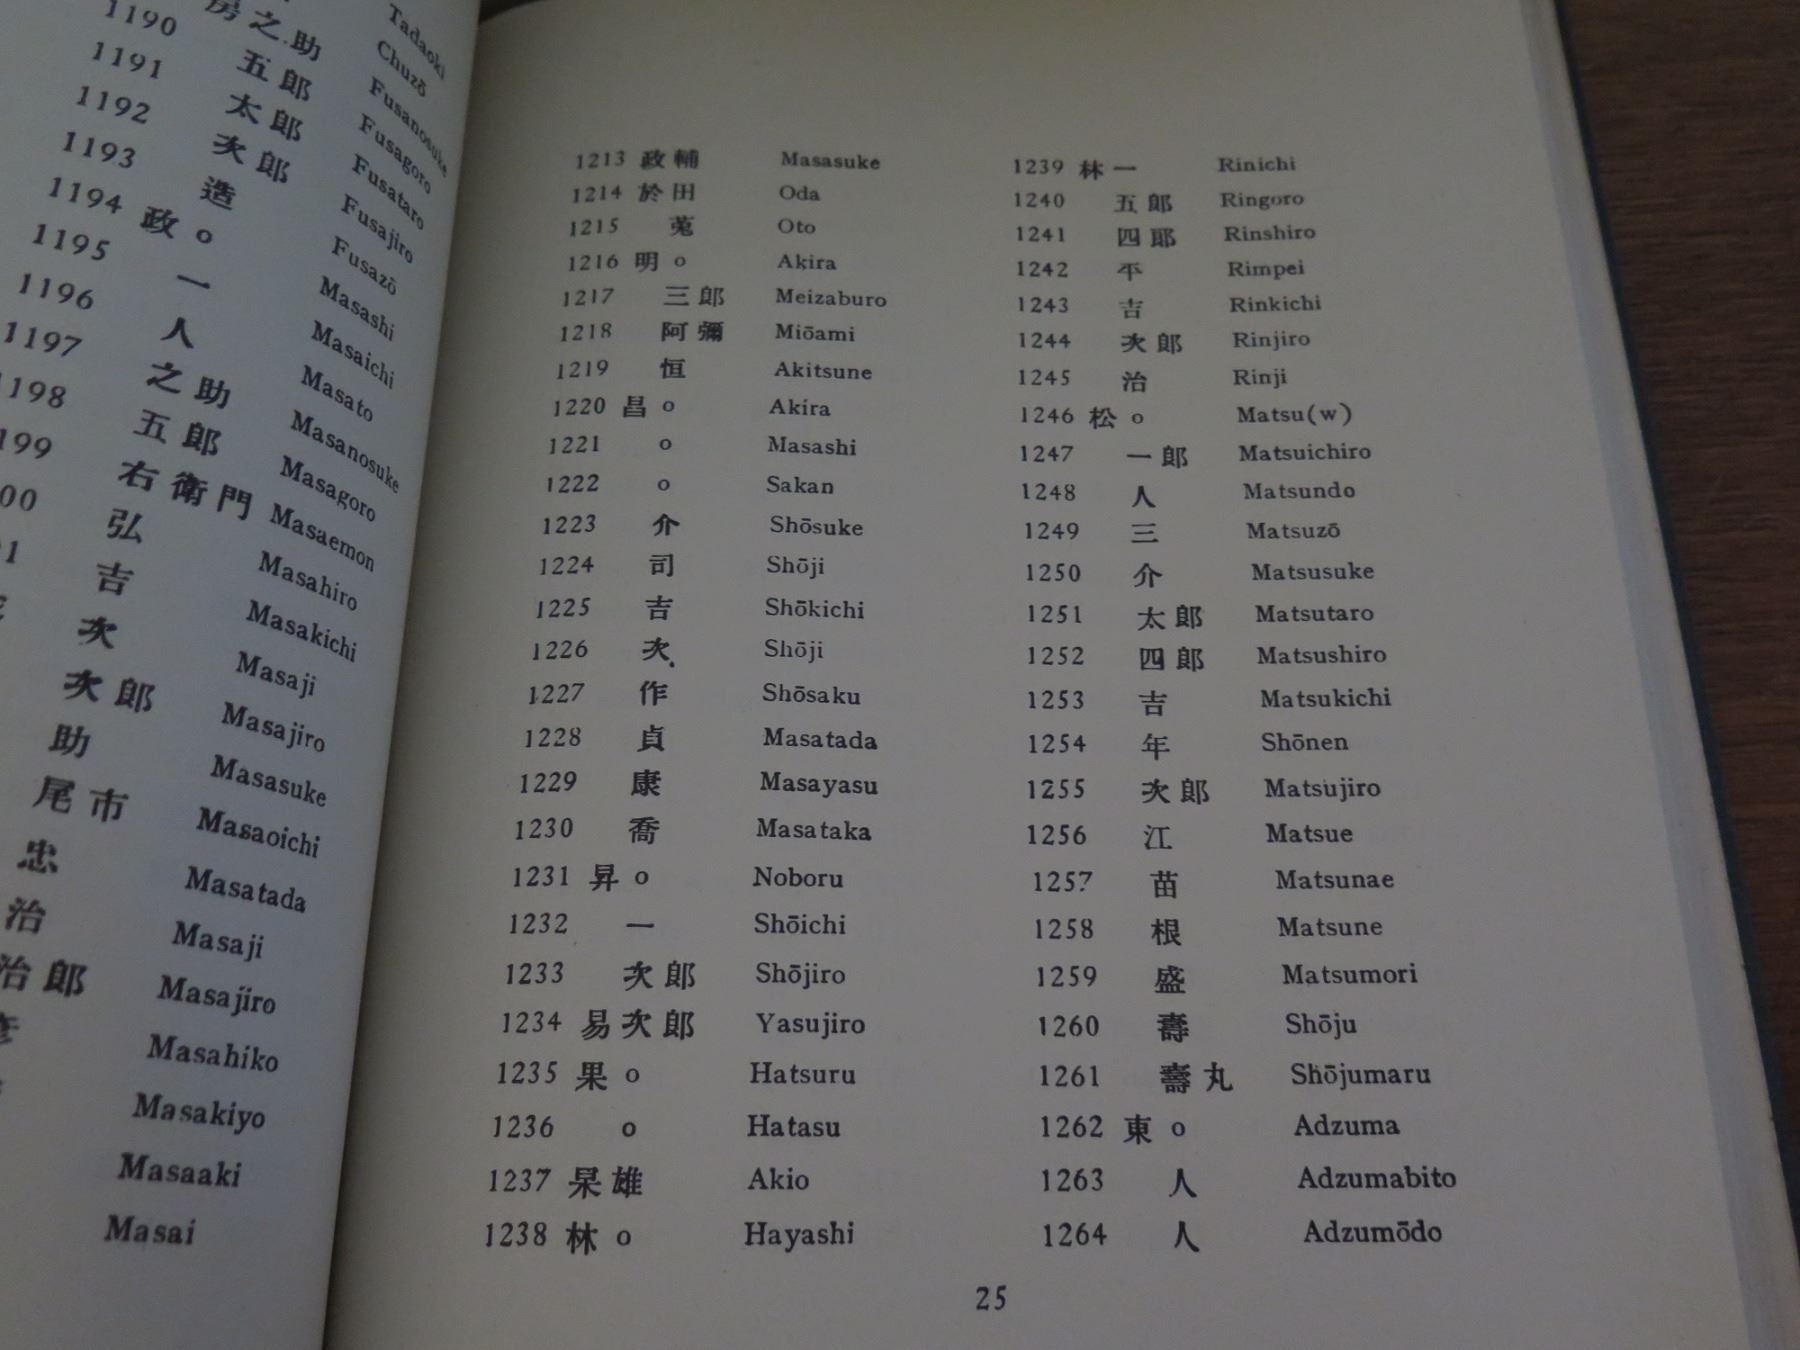 1190 房之助 Fusanosuke
1191 五郎 Fusagoro
1192 太郎 Fusataro
1193 次郎 Fusajiro
1194 造 Fusazō
1195 政 o Masashi
1196 一 Masaichi
1197 人 Masato
1198 之助 Masanosuke
199 五郎 Masagoro
00 右衛門 Masaemon
1 弘 Masahiro
吉 Masakichi
次 Masaji
次郎 Masajiro
助 Masasuke
尾市 Masaoichi
忠 Masatada
治 Masaji
治郎 Masajiro
Masahiko
Masakiyo
Masaaki
Masai
Tadaoki
Chuzō
1213 政輔 Masasuke
1214 於田 Oda
1215 菟 Oto
1216 明 o Akira
1217 三郎 Meizaburo
1218 阿彌 Miōami
1219 恒 Akitsune
1220 昌 o Akira
1221 o Masashi
1222 o Sakan
1223 介 Shōsuke
1224 司 Shōji
1225 吉 Shōkichi
1226 次 Shōji
1227 作 Shōsaku
1228 貞 Masatada
1229 康 Masayasu
1230 喬 Masataka
1231 昇 o Noboru
1232 一 Shōichi
1233 次郎 Shōjiro
1234 易次郎 Yasujiro
1235 果 o Hatsuru
1236 o Hatasu
1237 杲雄 Akio
1238 林 o Hayashi
1239 林一 Rinichi
1240 五郎 Ringoro
1241 四郎 Rinshiro
1242 平 Rimpei
1243 吉 Rinkichi
1244 次郎 Rinjiro
1245 治 Rinji
1246 松 o Matsu(w)
1247 一郎 Matsuichiro
1248 人 Matsundo
1249 三 Matsuzō
1250 介 Matsusuke
1251 太郎 Matsutaro
1252 四郎 Matsushiro
1253 吉 Matsukichi
1254 年 Shōnen
1255 次郎 Matsujiro
1256 江 Matsue
1257 苗 Matsunae
1258 根 Matsune
1259 盛 Matsumori
1260 壽 Shōju
1261 壽丸 Shōjumaru
1262 東 o Adzuma
1263 人 Adzumabito
1264 人 Adzumōdo
25